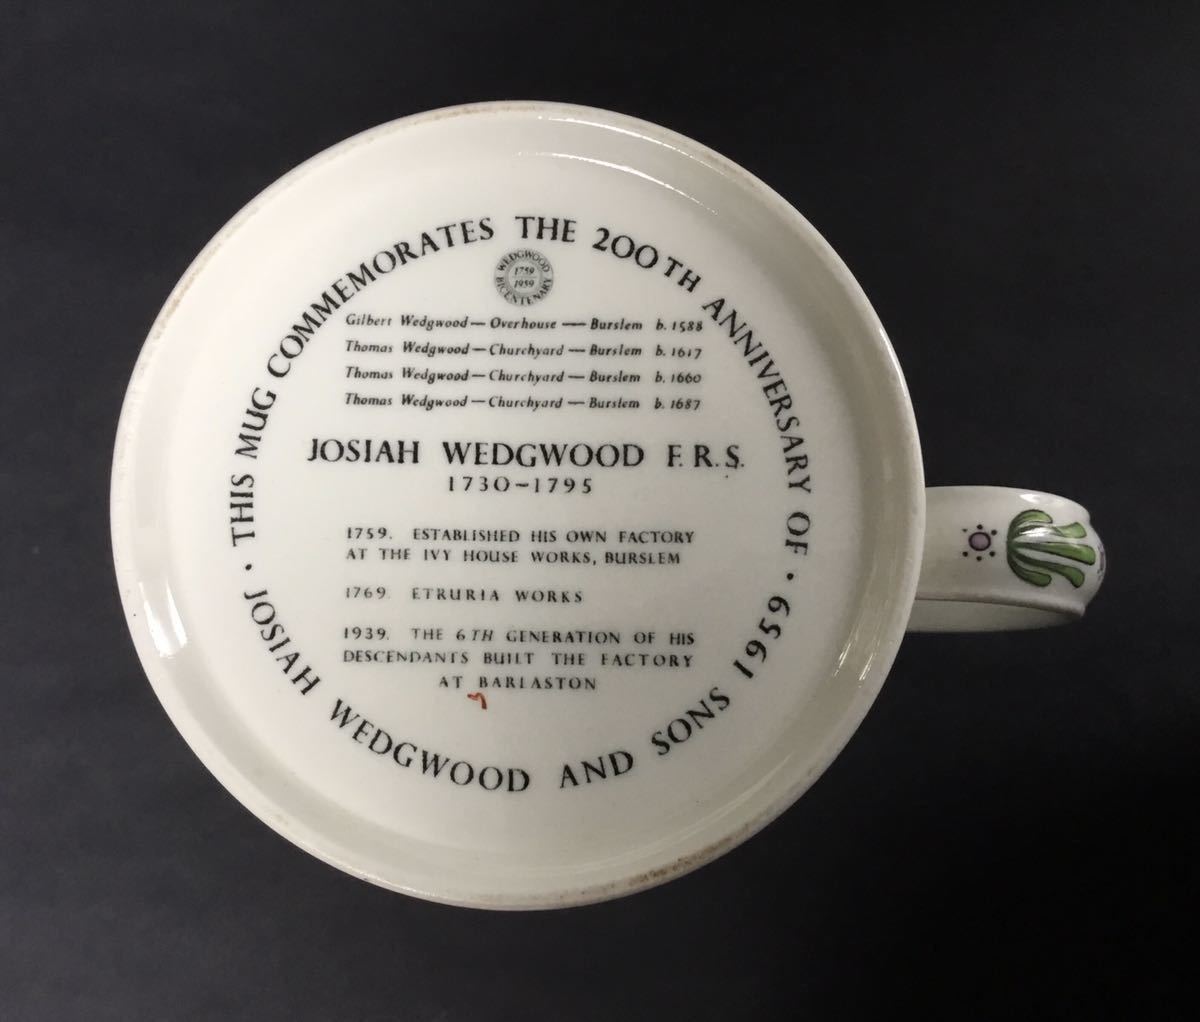 THIS MUG COMMEMORATES THE 200TH ANNIVERSARY OF ·
JOSIAH WEDGWOOD AND SONS 1959 ·
WEDGWOOD
1759
1959
BICENTENARY
Gilbert Wedgwood — Overhouse — Burslem b. 1588
Thomas Wedgwood — Churchyard — Burslem b. 1617
Thomas Wedgwood — Churchyard — Burslem b. 1660
Thomas Wedgwood — Churchyard — Burslem b. 1687
JOSIAH WEDGWOOD F.R.S.
1730-1795
1759. ESTABLISHED HIS OWN FACTORY
AT THE IVY HOUSE WORKS, BURSLEM
1769. ETRURIA WORKS
1939. THE 6TH GENERATION OF HIS
DESCENDANTS BUILT THE FACTORY
AT BARLASTON